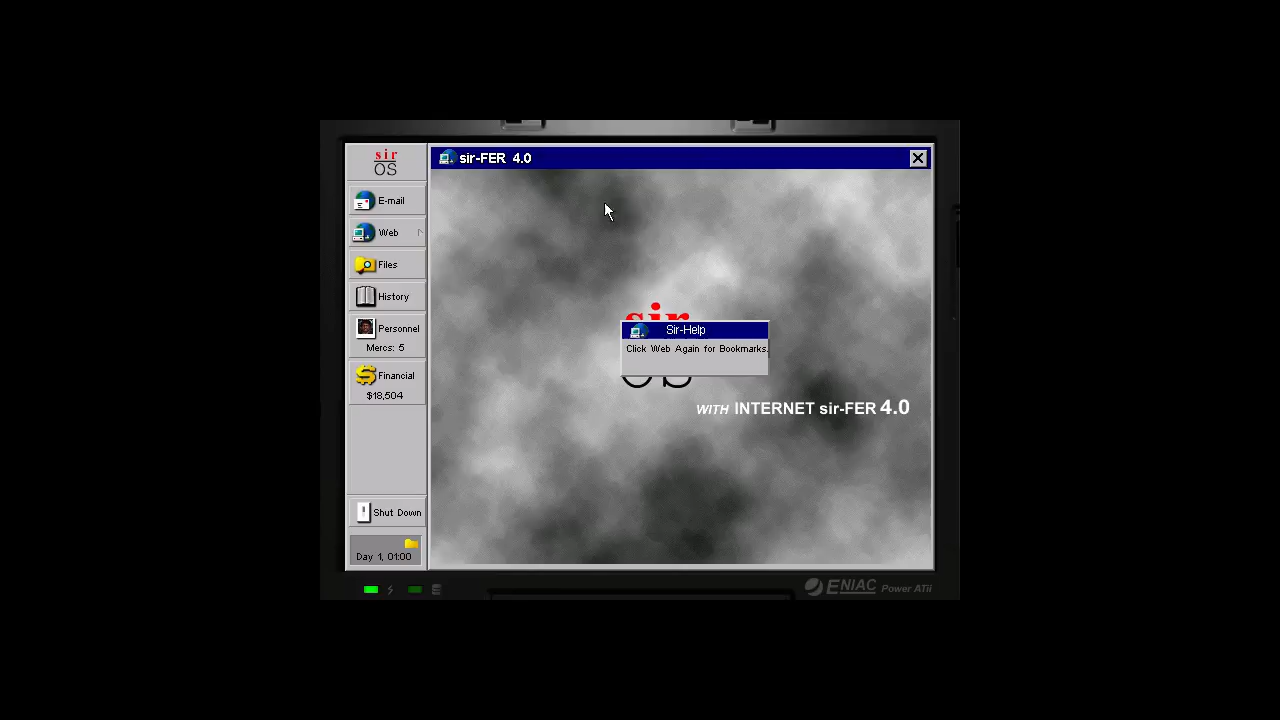 sir
OS
E-mail
Web
Files
History
Personnel
Mercs: 5
Financial
$18,504
Shut Down
Day 1, 01:00
sir-FER 4.0
sir
Sir-Help
Click Web Again for Bookmarks.
OS
WITH INTERNET sir-FER 4.0
ENIAC Power ATii